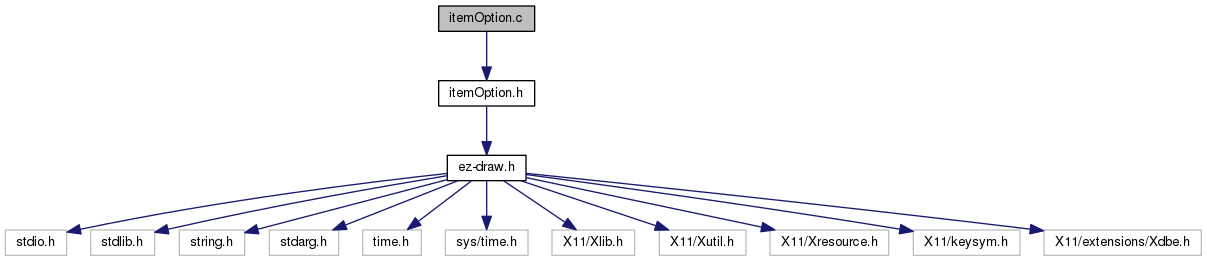 itemOption.c
itemOption.h
ez-draw.h
stdio.h
stdlib.h
string.h
stdarg.h
time.h
sys/time.h
X11/Xlib.h
X11/Xutil.h
X11/Xresource.h
X11/keysym.h
X11/extensions/Xdbe.h